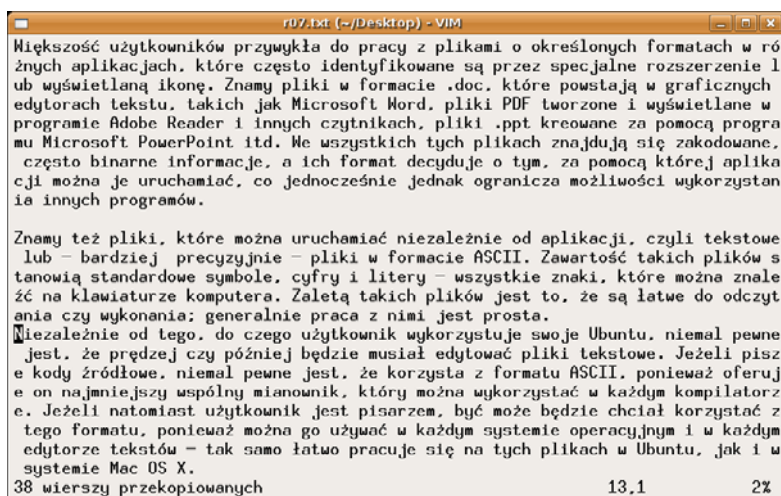 r07.txt (~/Desktop) - VIM
Większość użytkowników przywykła do pracy z plikami o określonych formatach w ró
żnych aplikacjach, które często identyfikowane są przez specjalne rozszerzenie l
ub wyświetlaną ikonę. Znamy pliki w formacie .doc, które powstają w graficznych
edytorach tekstu, takich jak Microsoft Word, pliki PDF tworzone i wyświetlane w
programie Adobe Reader i innych czytnikach, pliki .ppt kreowane za pomocą progra
mu Microsoft PowerPoint itd. We wszystkich tych plikach znajdują się zakodowane,
 często binarne informacje, a ich format decyduje o tym, za pomocą której aplika
cji można je uruchamiać, co jednocześnie jednak ogranicza możliwości wykorzystan
ia innych programów.

Znamy też pliki, które można uruchamiać niezależnie od aplikacji, czyli tekstowe
 lub – bardziej  precyzyjnie – pliki w formacie ASCII. Zawartość takich plików s
tanowią standardowe symbole, cyfry i litery – wszystkie znaki, które można znale
źć na klawiaturze komputera. Zaletą takich plików jest to, że są łatwe do odczyt
ania czy wykonania; generalnie praca z nimi jest prosta.
Niezależnie od tego, do czego użytkownik wykorzystuje swoje Ubuntu, niemal pewne
 jest, że prędzej czy później będzie musiał edytować pliki tekstowe. Jeżeli pisz
e kody źródłowe, niemal pewne jest, że korzysta z formatu ASCII, ponieważ oferuj
e on najmniejszy wspólny mianownik, który można wykorzystać w każdym kompilatorz
e. Jeżeli natomiast użytkownik jest pisarzem, być może będzie chciał korzystać z
 tego formatu, ponieważ można go używać w każdym systemie operacyjnym i w każdym
 edytorze tekstów – tak samo łatwo pracuje się na tych plikach w Ubuntu, jak i w
 systemie Mac OS X.
38 wierszy przekopiowanych 13,1 2%